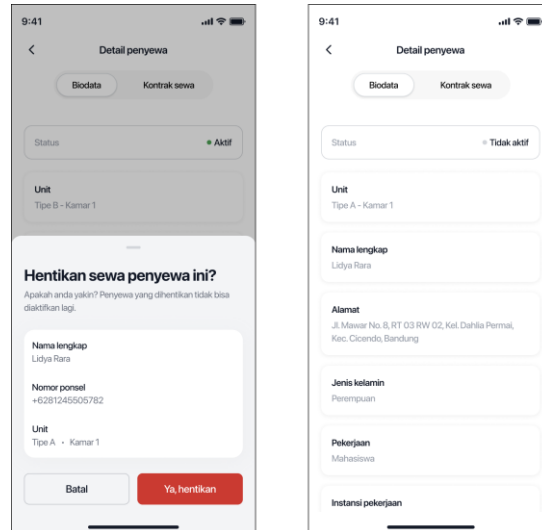 9:41
Detail penyewa
Biodata Kontrak sewa
Status Aktif
Unit
Tipe B - Kamar 1
Hentikan sewa penyewa ini?
Apakah anda yakin? Penyewa yang dihentikan tidak bisa
diaktifkan lagi.
Nama lengkap
Lidya Rara
Nomor ponsel
+6281245505782
Unit
Tipe A • Kamar 1
Batal Ya, hentikan
9:41
Detail penyewa
Biodata Kontrak sewa
Status Tidak aktif
Unit
Tipe A - Kamar 1
Nama lengkap
Lidya Rara
Alamat
Jl. Mawar No. 8, RT 03 RW 02, Kel. Dahlia Permai,
Kec. Cicendo, Bandung
Jenis kelamin
Perempuan
Pekerjaan
Mahasiswa
Instansi pekerjaan